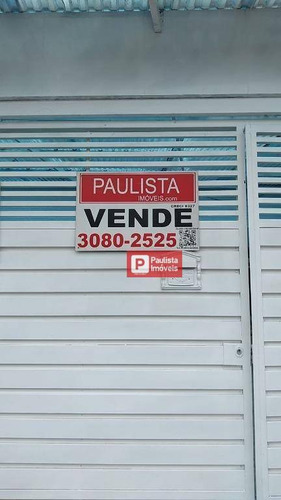 PAULISTA
IMÓVEIS.com
VENDE
3080-2525
P Paulista
Imóveis